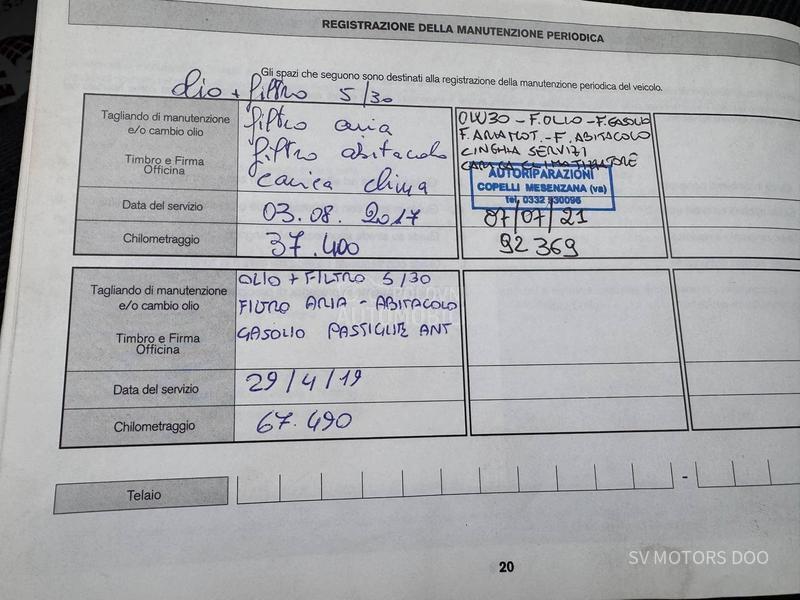 REGISTRAZIONE DELLA MANUTENZIONE PERIODICA
Gli spazi che seguono sono destinati alla registrazione della manutenzione periodica del veicolo.
olio + filtro 5/30
Tagliando di manutenzione
e/o cambio olio
Timbro e Firma
Officina
filtro aria
filtro abitacolo
carica clima
Data del servizio
03.08.2017
Chilometraggio
37.400
0W30 - F.OLIO - F.GASOLIO
F.ARIA MOT. - F. ABITACOLO
CINGHIA SERVIZI
CARICA CLIMATIZZATORE
AUTORIPARAZIONI
COPELLI MESENZANA (va)
tel. 0332
07/07/21
92369
Tagliando di manutenzione
e/o cambio olio
Timbro e Firma
Officina
OLIO + FILTRO 5/30
FILTRO ARIA - ABITACOLO
GASOLIO PASTIGLIE ANT
Data del servizio
29/4/19
Chilometraggio
67.490
Telaio
-
20
SV MOTORS DOO